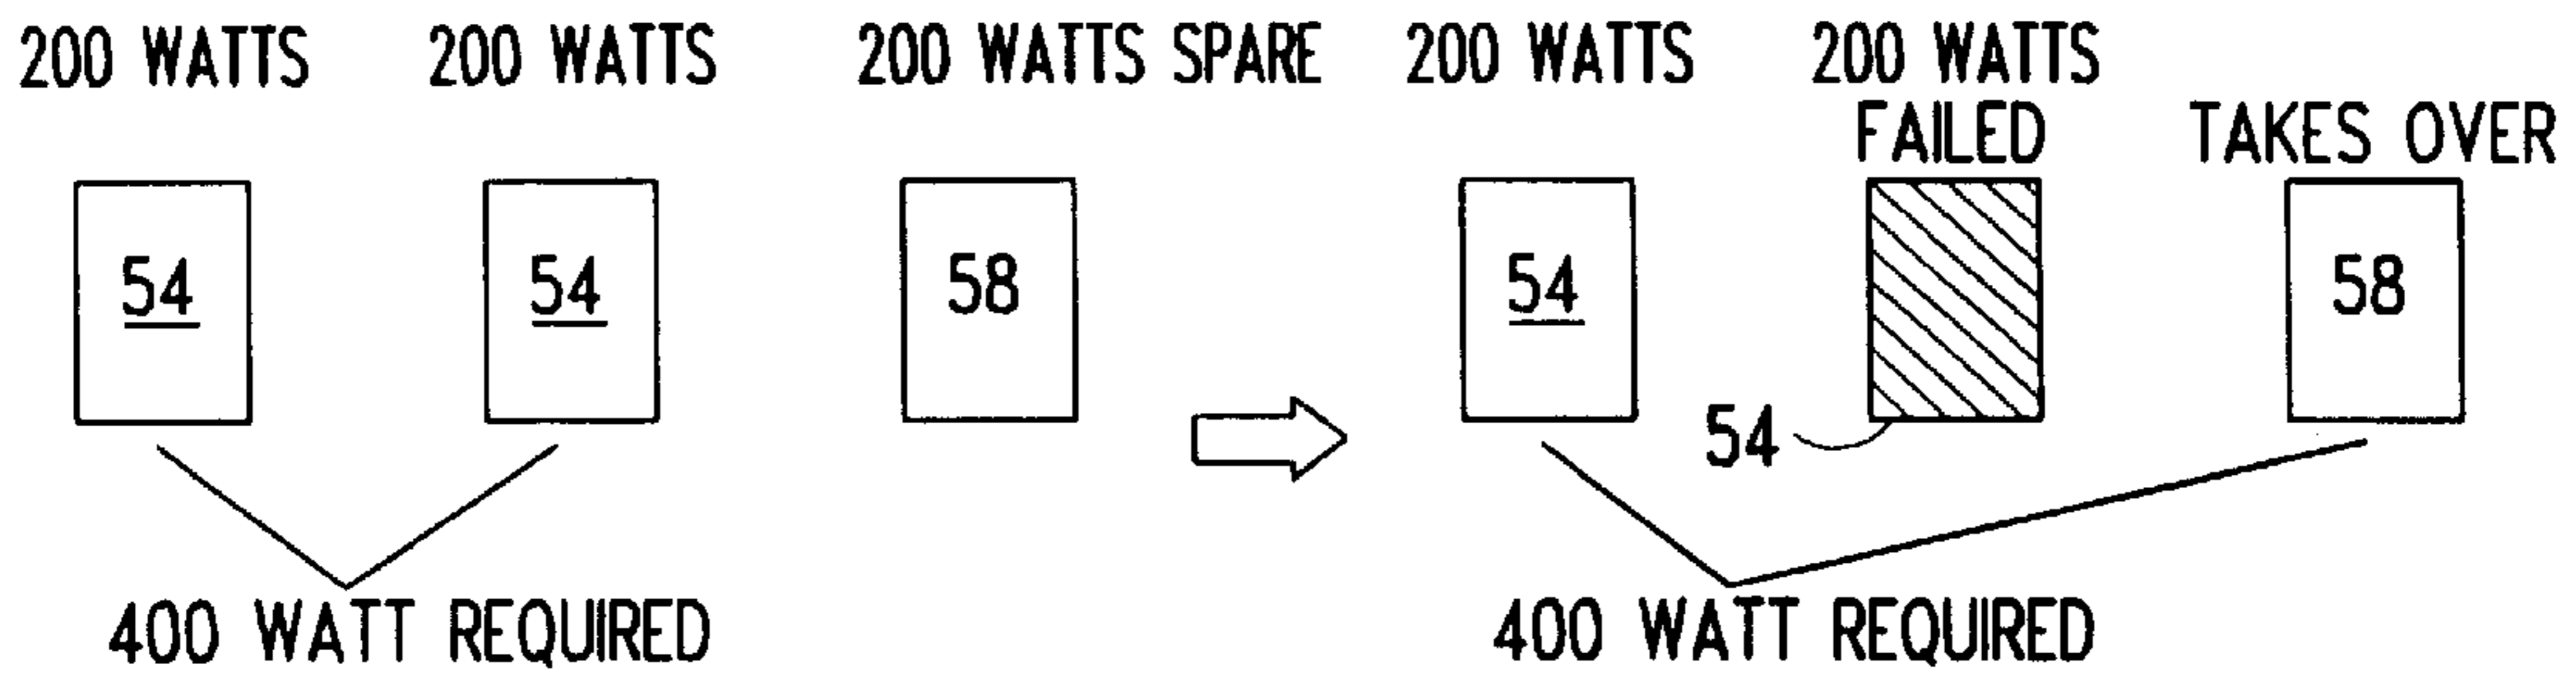 200 WATTS 200 WATTS 200 WATTS SPARE 200 WATTS 200 WATTS
FAILED TAKES OVER
54 54 58 54 58
54
400 WATT REQUIRED 400 WATT REQUIRED